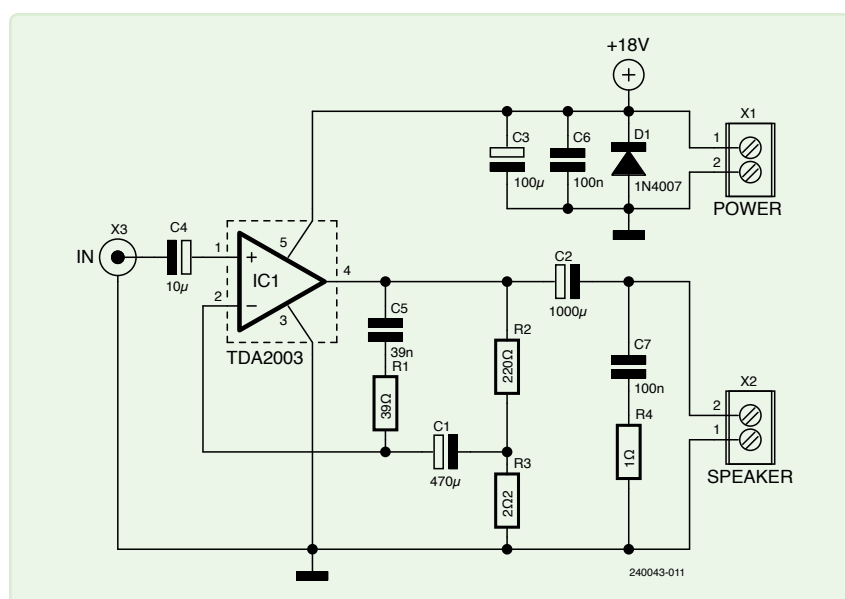 +18V
X1
C3
C6
D1
1
2
100µ
100n
1N4007
POWER
X3
C4
IN
1
+
5
IC1
4
10µ
2
−
3
TDA2003
C2
1000µ
C5
39n
R1
39Ω
R2
220Ω
C7
100n
X2
C1
470µ
R3
2Ω2
R4
1Ω
2
1
SPEAKER
240043-011